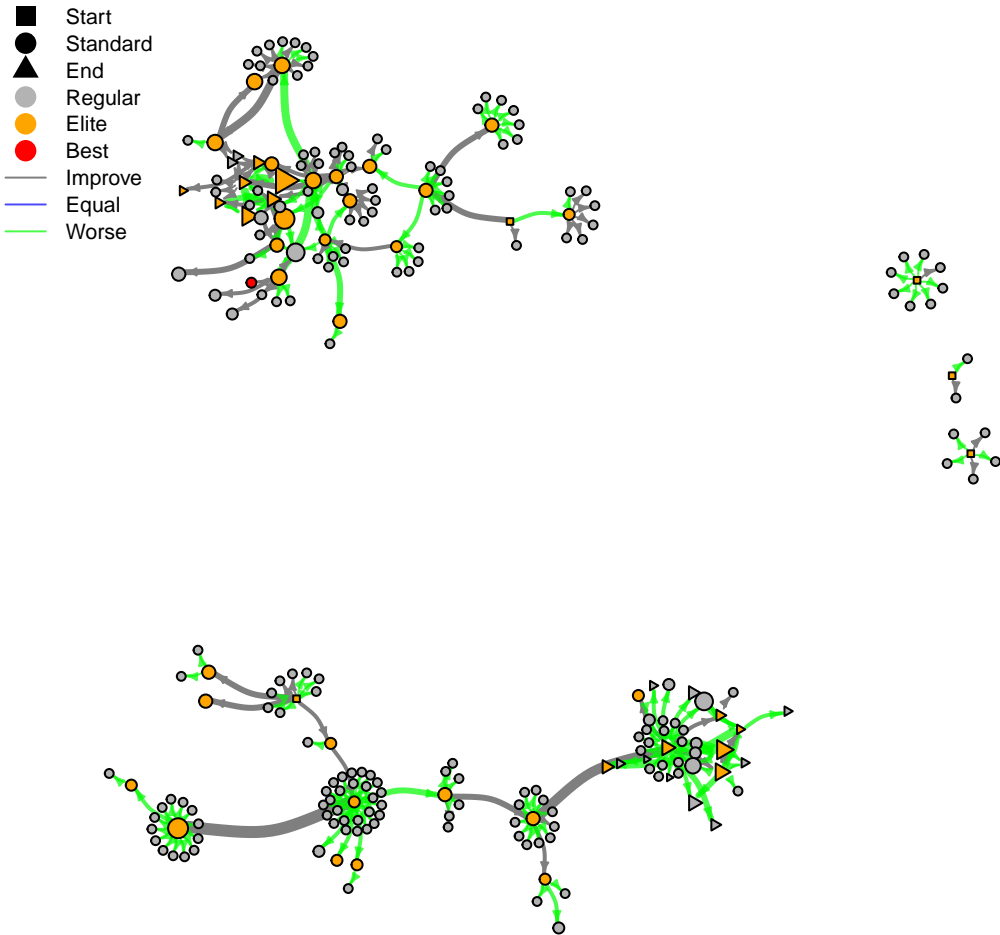 Start
Standard
End
Regular
Elite
Best
Improve
Equal
Worse